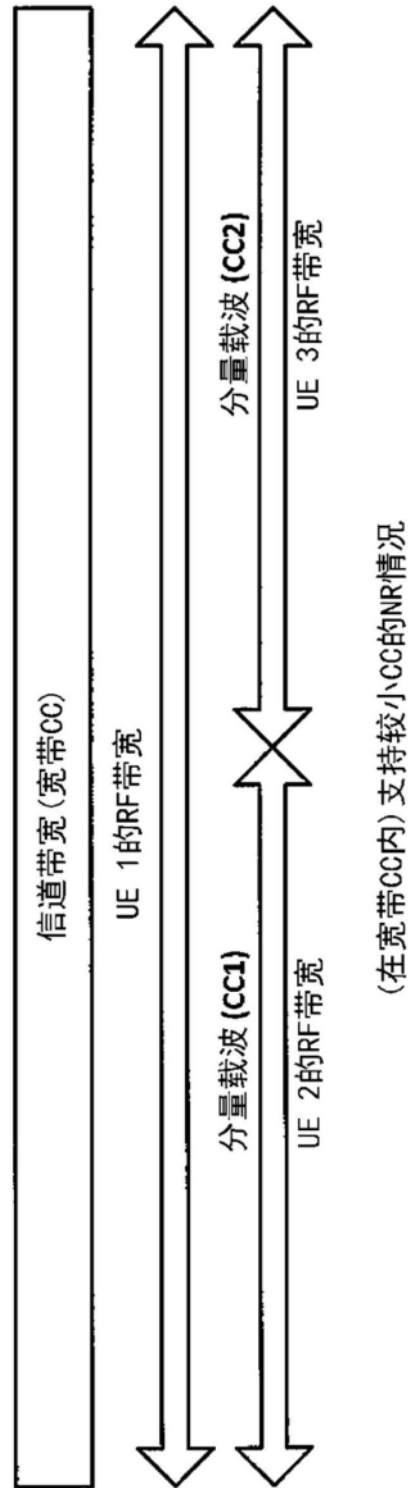 信道带宽(宽带CC)
UE 1的RF带宽
分量载波(CC1)
分量载波(CC2)
UE 2的RF带宽
UE 3的RF带宽
(在宽带CC内)支持较小CC的NR情况